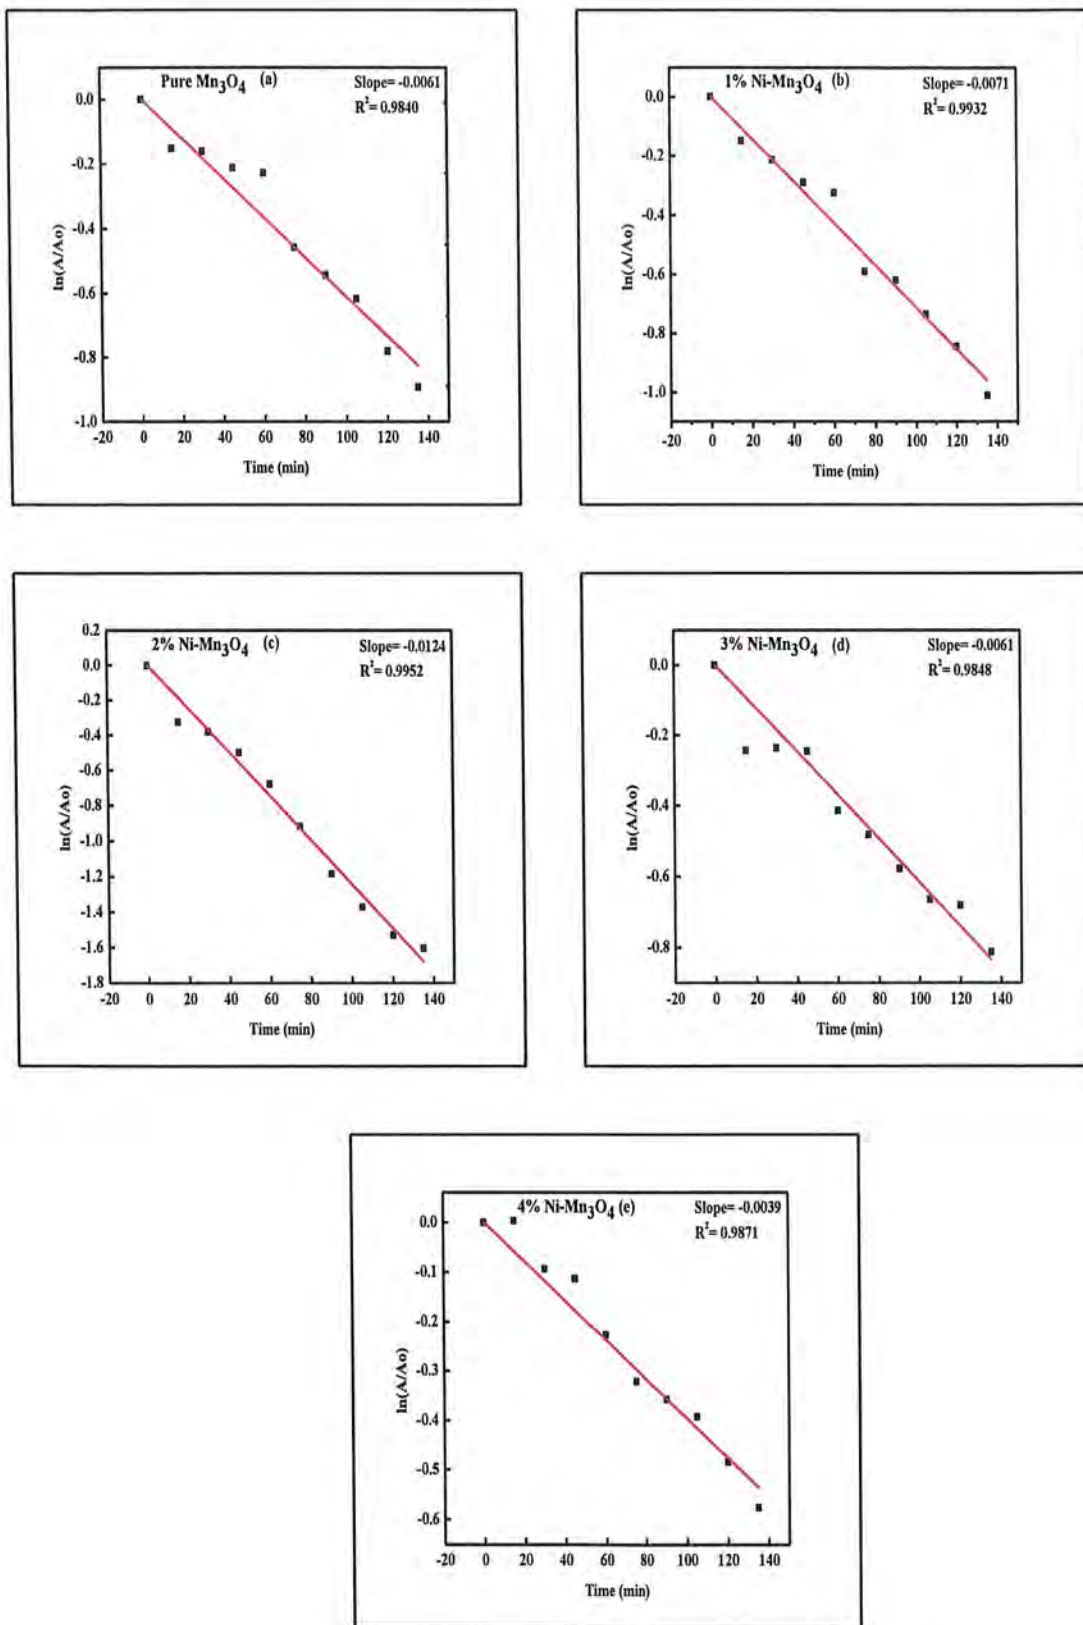 Pure Mn₃O₄ (a)
Slope= -0.0061
R²= 0.9840
0.0
-0.2
-0.4
-0.6
-0.8
-1.0
ln(A/Ao)
-20 0 20 40 60 80 100 120 140
Time (min)
1% Ni-Mn₃O₄ (b)
Slope= -0.0071
R²= 0.9932
0.0
-0.2
-0.4
-0.6
-0.8
-1.0
ln(A/Ao)
-20 0 20 40 60 80 100 120 140
Time (min)
2% Ni-Mn₃O₄ (c)
Slope= -0.0124
R²= 0.9952
0.2
0.0
-0.2
-0.4
-0.6
-0.8
-1.0
-1.2
-1.4
-1.6
-1.8
ln(A/Ao)
-20 0 20 40 60 80 100 120 140
Time (min)
3% Ni-Mn₃O₄ (d)
Slope= -0.0061
R²= 0.9848
0.0
-0.2
-0.4
-0.6
-0.8
ln(A/Ao)
-20 0 20 40 60 80 100 120 140
Time (min)
4% Ni-Mn₃O₄ (e)
Slope= -0.0039
R²= 0.9871
0.0
-0.1
-0.2
-0.3
-0.4
-0.5
-0.6
ln(A/Ao)
-20 0 20 40 60 80 100 120 140
Time (min)